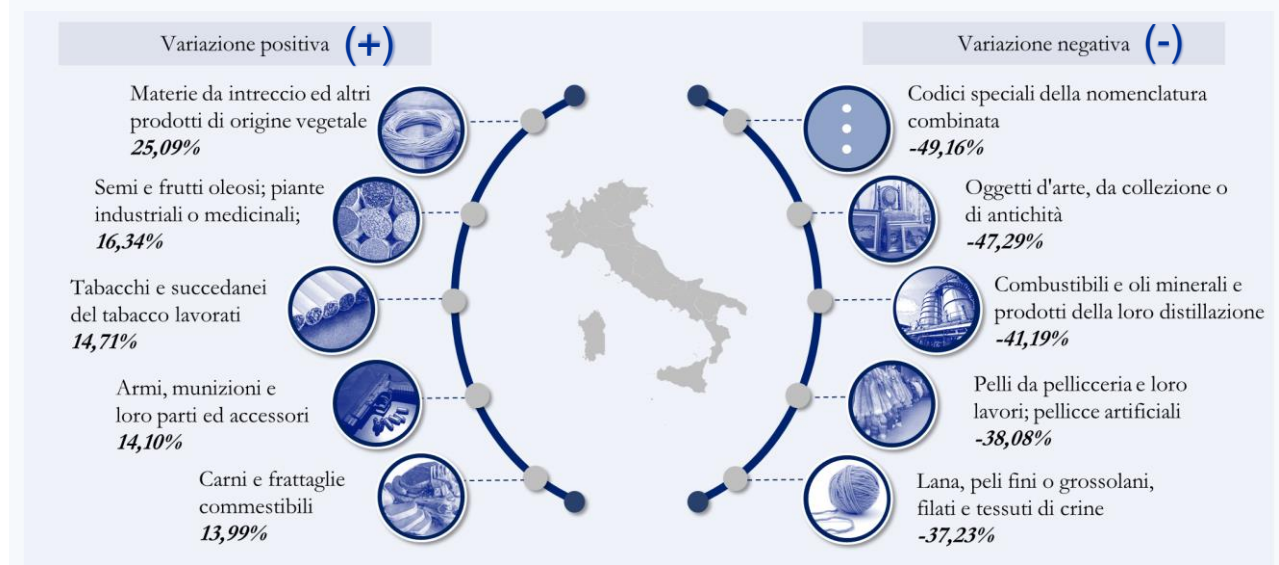 Variazione positiva (+)
Materie da intreccio ed altri
prodotti di origine vegetale
25,09%
Semi e frutti oleosi; piante
industriali o medicinali;
16,34%
Tabacchi e succedanei
del tabacco lavorati
14,71%
Armi, munizioni e
loro parti ed accessori
14,10%
Carni e frattaglie
commestibili
13,99%
Variazione negativa (-)
Codici speciali della nomenclatura
combinata
-49,16%
Oggetti d'arte, da collezione o
di antichità
-47,29%
Combustibili e oli minerali e
prodotti della loro distillazione
-41,19%
Pelli da pellicceria e loro
lavori; pellicce artificiali
-38,08%
Lana, peli fini o grossolani,
filati e tessuti di crine
-37,23%